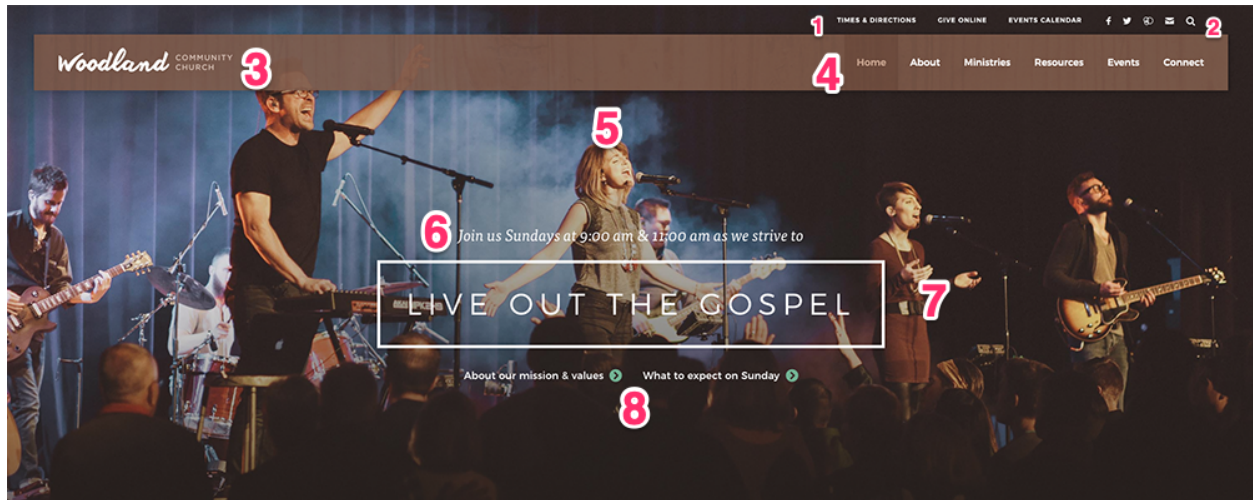 1 TIMES & DIRECTIONS GIVE ONLINE EVENTS CALENDAR 2
Woodland COMMUNITY CHURCH 3
4 Home About Ministries Resources Events Connect
5
6 Join us Sundays at 9:00 am & 11:00 am as we strive to
LIVE OUT THE GOSPEL 7
About our mission & values What to expect on Sunday
8